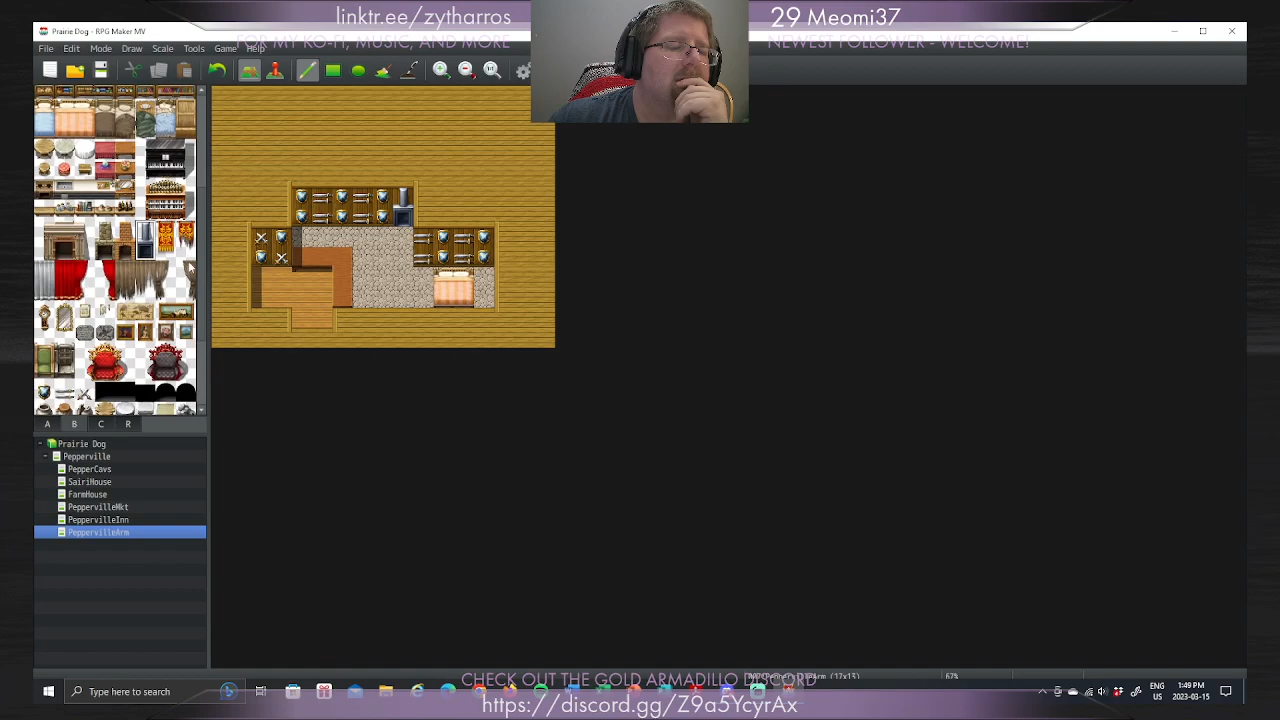 linktr.ee/zytharros
29 Meomi37
Prairie Dog - RPG Maker MV
FOR MY KO-FI, MUSIC, AND MORE
NEWEST FOLLOWER - WELCOME!
File Edit Mode Draw Scale Tools Game Help
A B C R
Prairie Dog
Pepperville
PepperCavs
SairiHouse
FarmHouse
PeppervilleMkt
PeppervilleInn
PeppervilleArm
CHECK OUT THE GOLD ARMADILLO DISCORD
(17x13)
67%
Type here to search
https://discord.gg/Z9a5YcyrAx
ENG
US
1:49 PM
2023-03-15